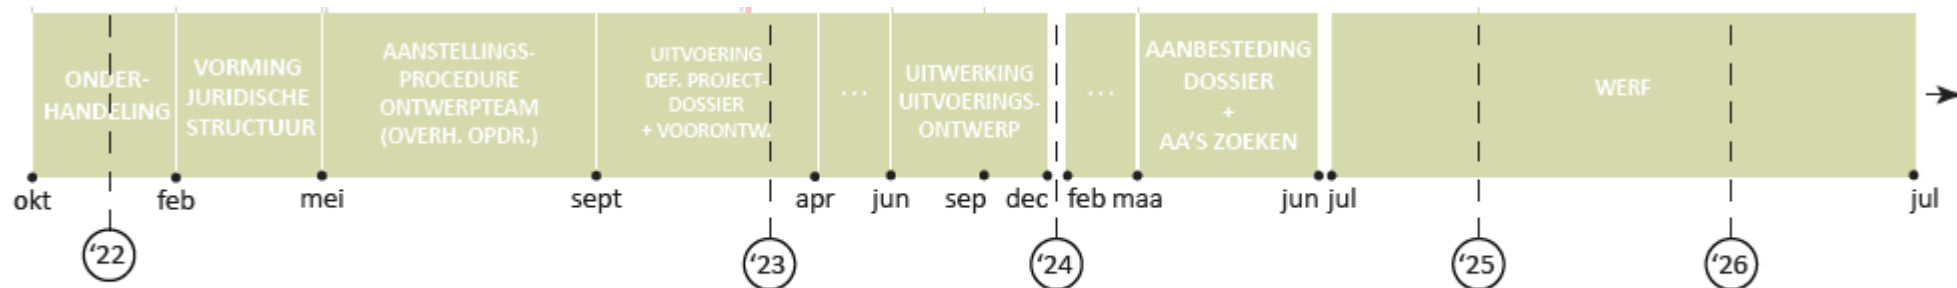 ONDER-
HANDELING
VORMING
JURIDISCHE
STRUCTUUR
AANSTELLINGS-
PROCEDURE
ONTWERPTEAM
(OVERH. OPDR.)
UITVOERING
DEF. PROJECT-
DOSSIER
+ VOORONTW.
...
UITWERKING
UITVOERINGS-
ONTWERP
...
AANBESTEDING
DOSSIER
+
AA'S ZOEKEN
WERF
okt feb mei sept apr jun sep dec feb maa jun jul jul
‘22 ‘23 ‘24 ‘25 ‘26